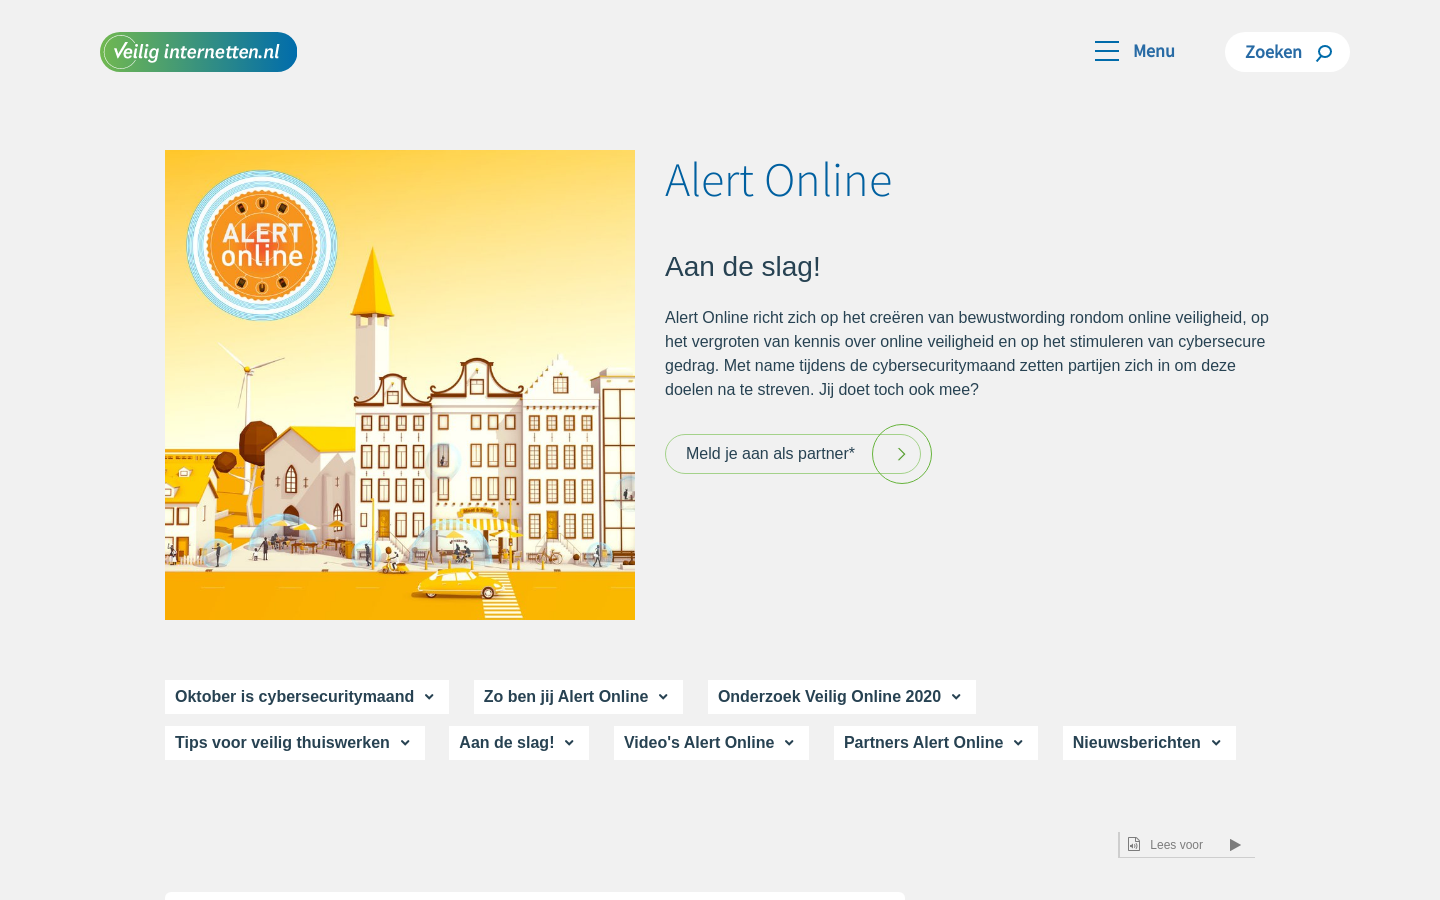 Veilig internetten.nl
Menu
Zoeken
ALERT
online
Alert Online
Aan de slag!
Alert Online richt zich op het creëren van bewustwording rondom online veiligheid, op
het vergroten van kennis over online veiligheid en op het stimuleren van cybersecure
gedrag. Met name tijdens de cybersecuritymaand zetten partijen zich in om deze
doelen na te streven. Jij doet toch ook mee?
Meld je aan als partner*
Oktober is cybersecuritymaand
Zo ben jij Alert Online
Onderzoek Veilig Online 2020
Tips voor veilig thuiswerken
Aan de slag!
Video's Alert Online
Partners Alert Online
Nieuwsberichten
Lees voor